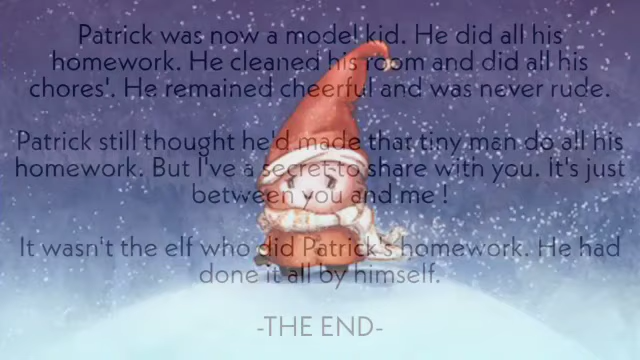 Patrick was now a model kid. He did all his
homework. He cleaned his room and did all his
chores'. He remained cheerful and was never rude.
Patrick still thought he'd made that tiny man do all his
homework. But I've a secret to share with you. It's just
between you and me !
It wasn't the elf who did Patrick's homework. He had
done it all by himself.
-THE END-